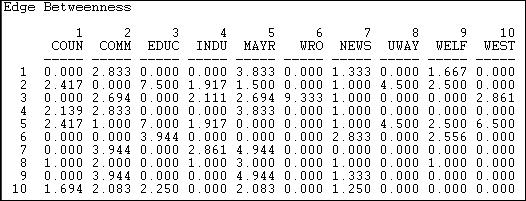 Edge Betweenness
1 2 3 4 5 6 7 8 9 10
COUN COMM EDUC INDU MAYR WRO NEWS UWAY WELF WEST
----- ----- ----- ----- ----- ----- ----- ----- ----- -----
1 0.000 2.833 0.000 0.000 3.833 0.000 1.333 0.000 1.667 0.000
2 2.417 0.000 7.500 1.917 1.500 0.000 1.000 4.500 2.500 0.000
3 0.000 2.694 0.000 2.111 2.694 9.333 1.000 0.000 0.000 2.861
4 2.139 2.833 0.000 0.000 3.833 0.000 1.000 0.000 0.000 0.000
5 2.417 1.000 7.000 1.917 0.000 0.000 1.000 4.500 2.500 6.500
6 0.000 0.000 3.944 0.000 0.000 0.000 2.833 0.000 2.556 0.000
7 0.000 3.944 0.000 2.861 4.944 0.000 0.000 0.000 0.000 0.000
8 1.000 2.000 0.000 1.000 3.000 0.000 1.000 0.000 1.000 0.000
9 0.000 3.944 0.000 0.000 4.944 0.000 1.333 0.000 0.000 0.000
10 1.694 2.083 2.250 0.000 2.083 0.000 1.250 0.000 0.000 0.000